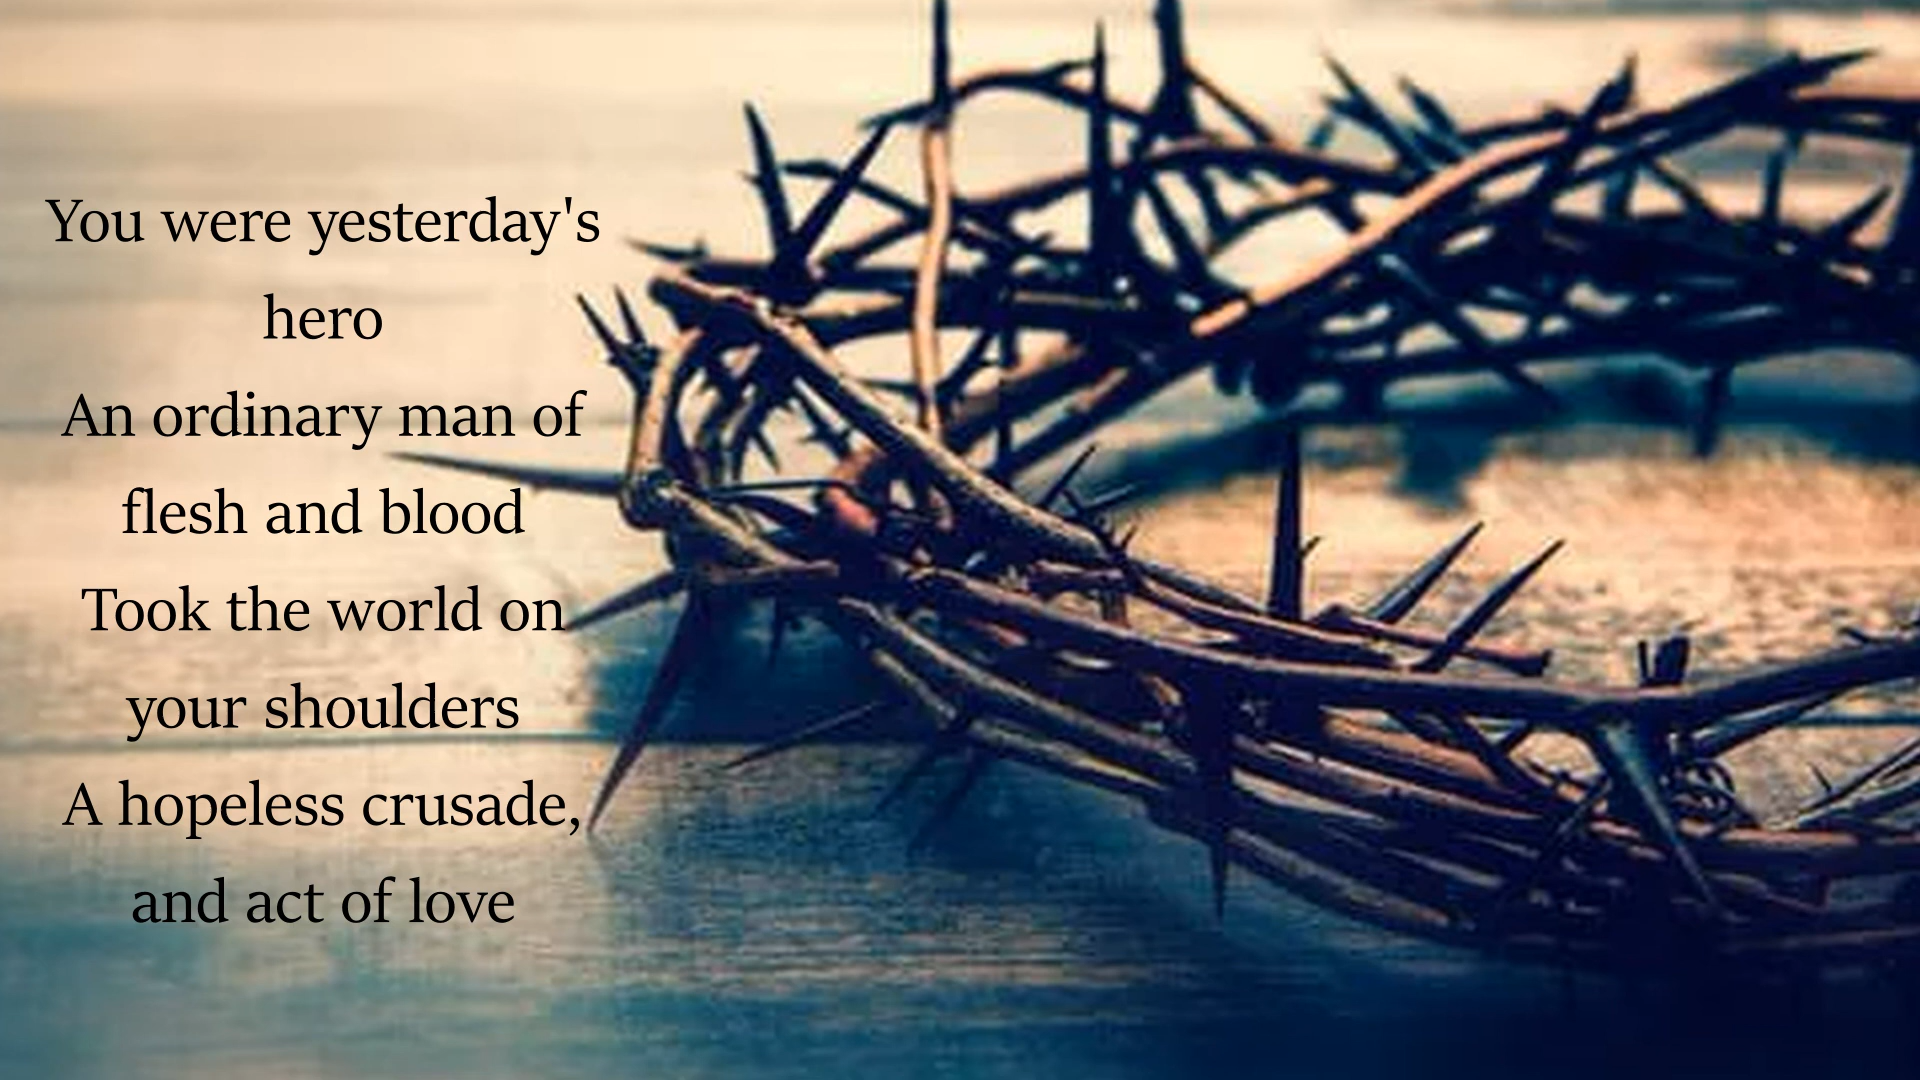 You were yesterday's
hero
An ordinary man of
flesh and blood
Took the world on
your shoulders
A hopeless crusade,
and act of love